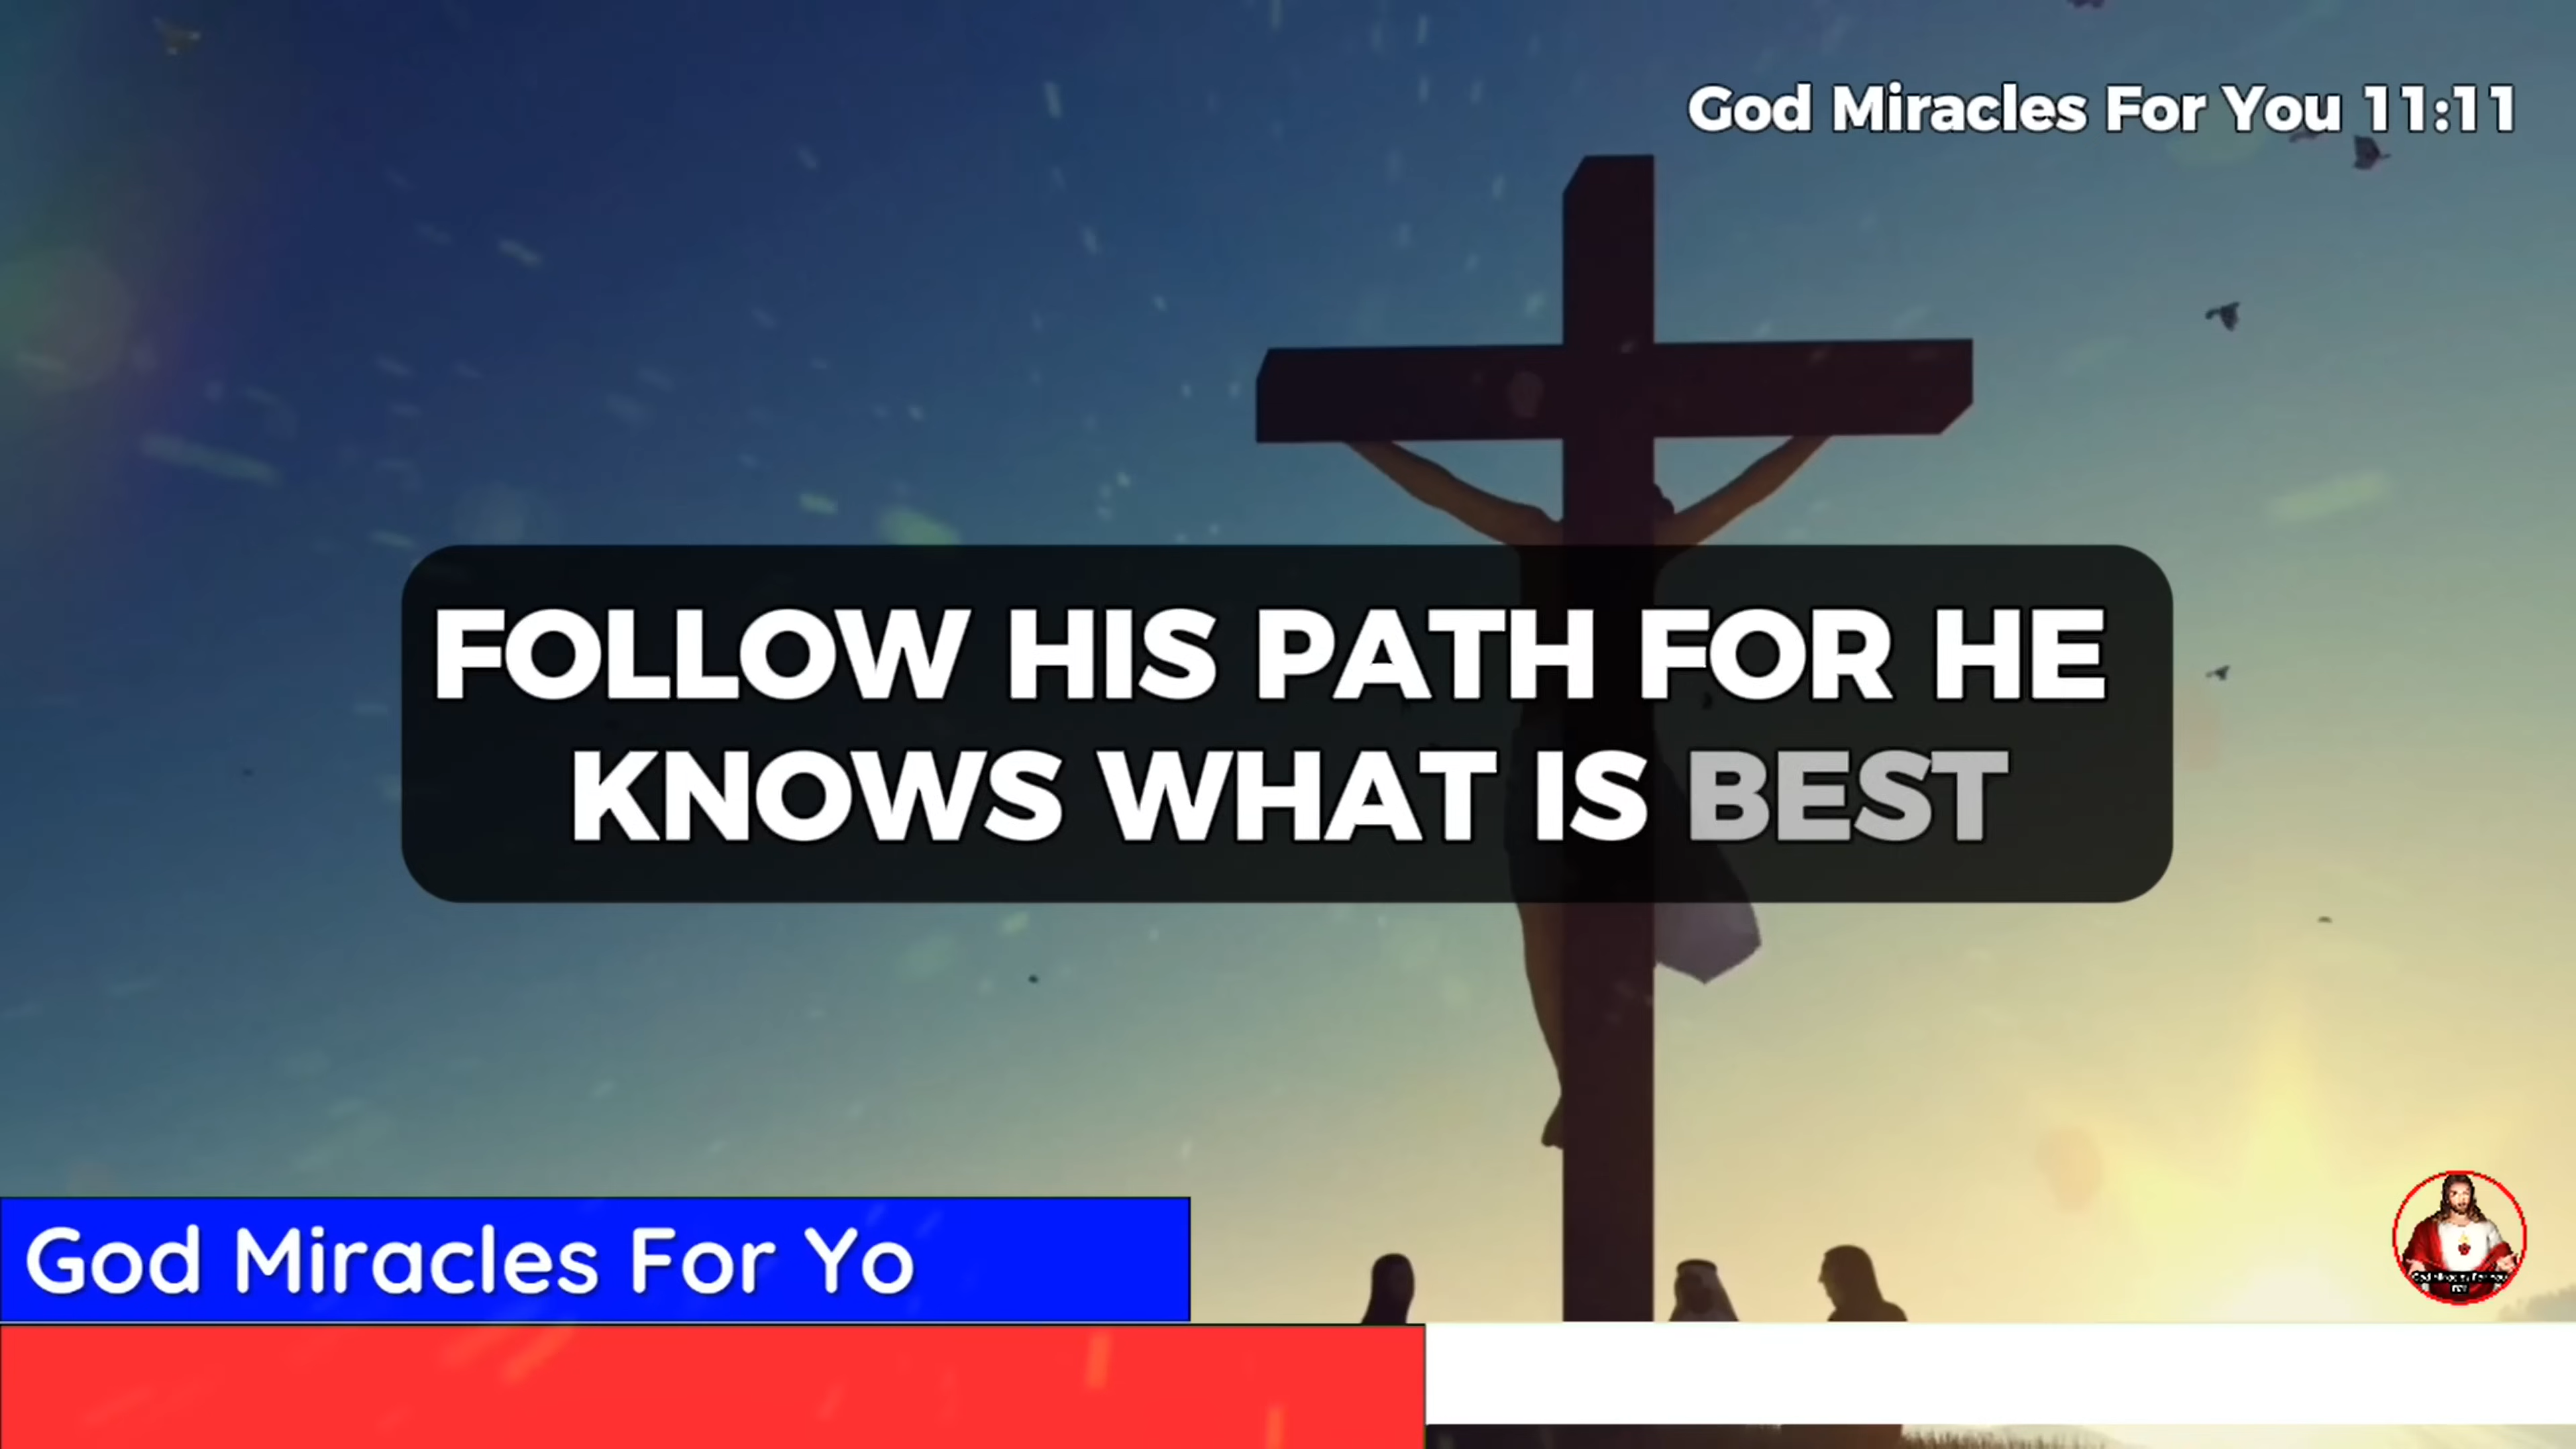 God Miracles For You 11:11
FOLLOW HIS PATH FOR HE
KNOWS WHAT IS BEST
God Miracles For Yo